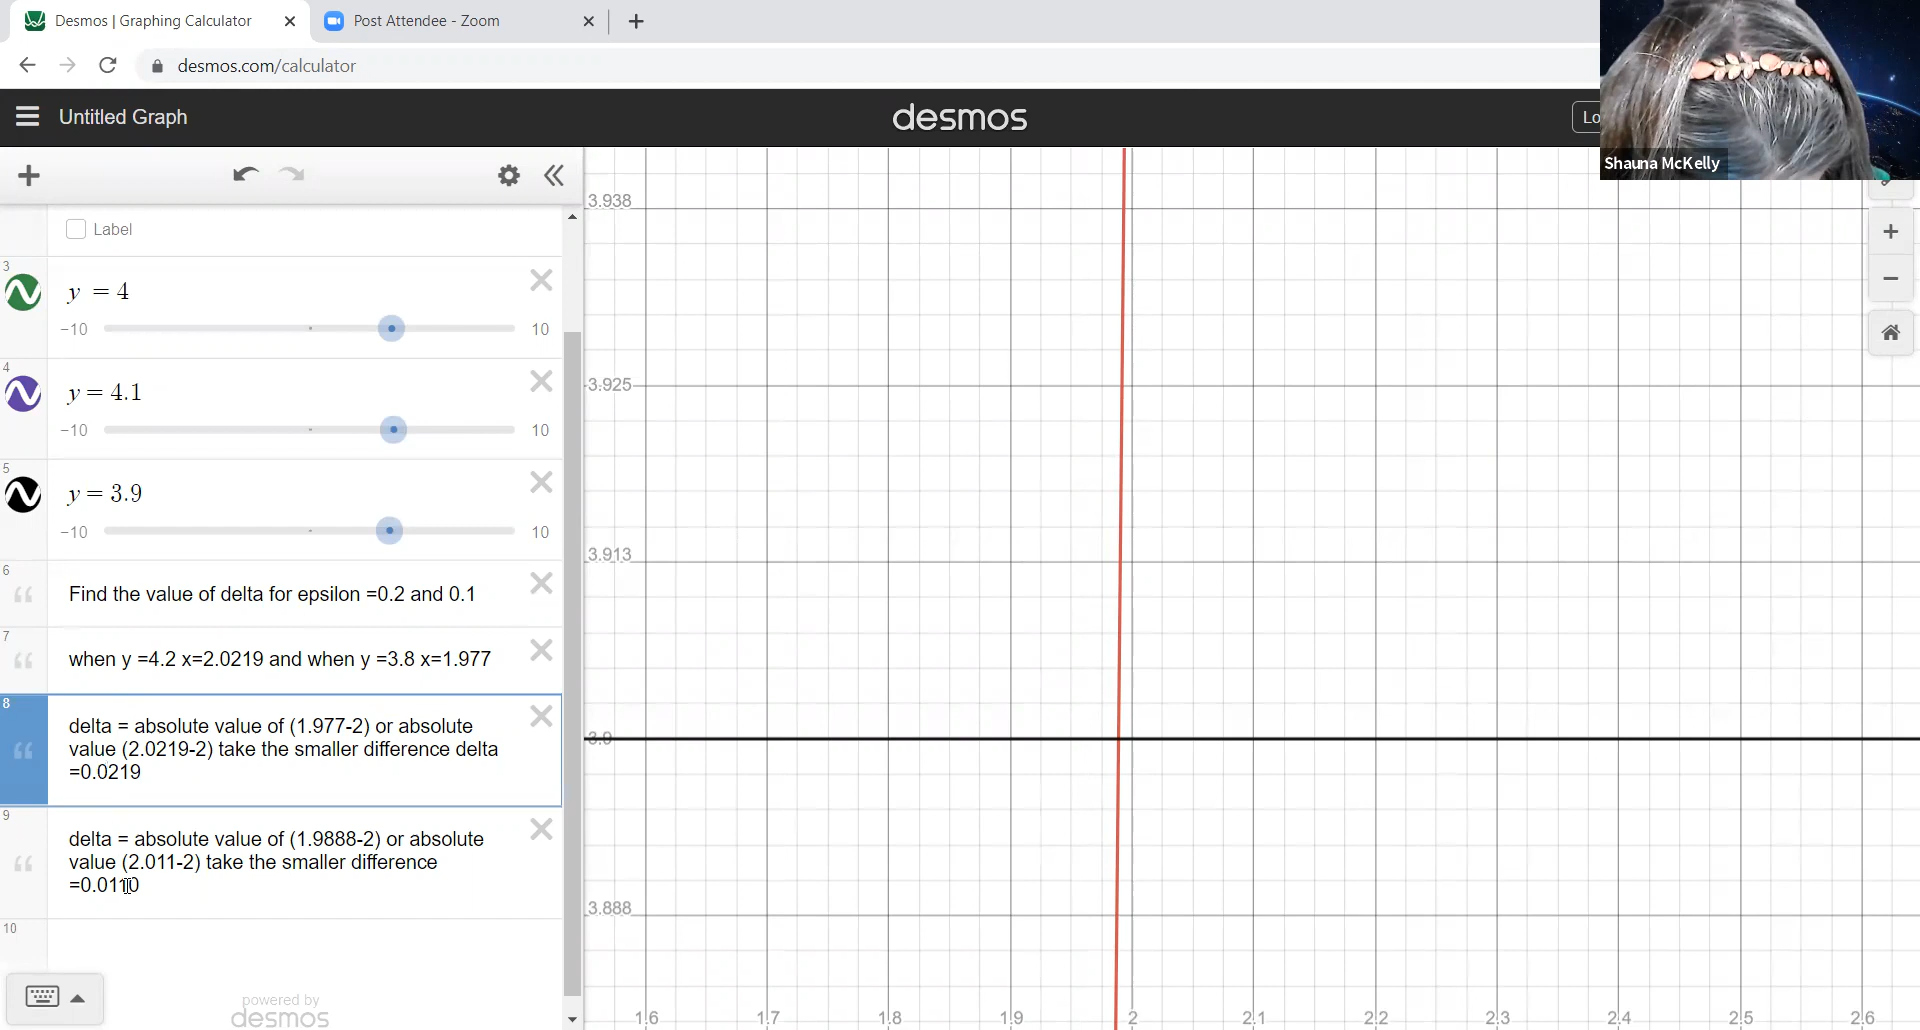 Desmos | Graphing Calculator
Post Attendee - Zoom
desmos.com/calculator
Untitled Graph
desmos
Lo
Shauna McKelly
Label
3
y = 4
-10
10
4
y = 4.1
-10
10
5
y = 3.9
-10
10
6
Find the value of delta for epsilon =0.2 and 0.1
7
when y =4.2 x=2.0219 and when y =3.8 x=1.977
8
delta = absolute value of (1.977-2) or absolute
value (2.0219-2) take the smaller difference delta
=0.0219
9
delta = absolute value of (1.9888-2) or absolute
value (2.011-2) take the smaller difference
=0.0110
10
powered by
desmos
3.938
3.925
3.913
3.9
3.888
1.6 1.7 1.8 1.9 2 2.1 2.2 2.3 2.4 2.5 2.6